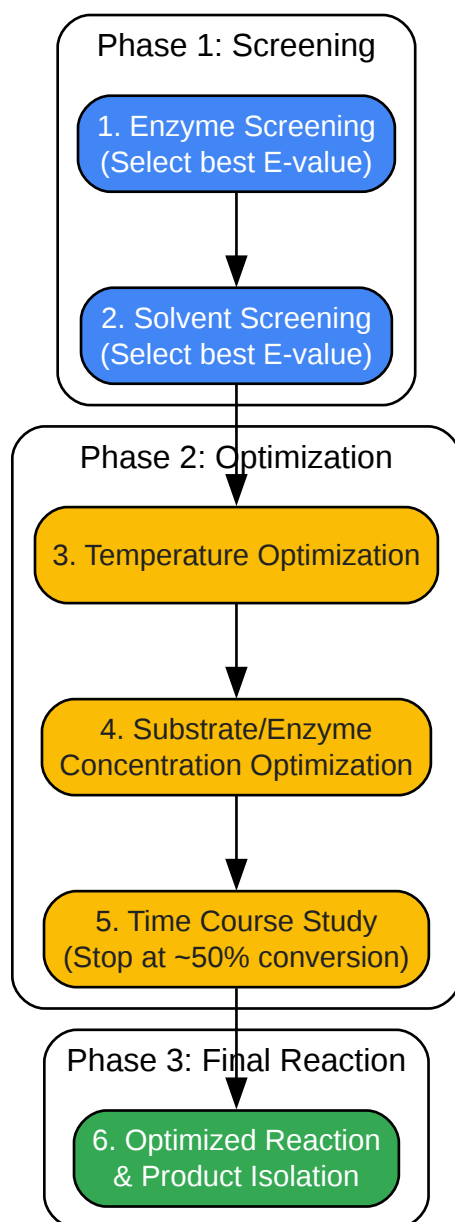 Phase 1: Screening
1. Enzyme Screening
(Select best E-value)
2. Solvent Screening
(Select best E-value)
Phase 2: Optimization
3. Temperature Optimization
4. Substrate/Enzyme
Concentration Optimization
5. Time Course Study
(Stop at ~50% conversion)
Phase 3: Final Reaction
6. Optimized Reaction
& Product Isolation